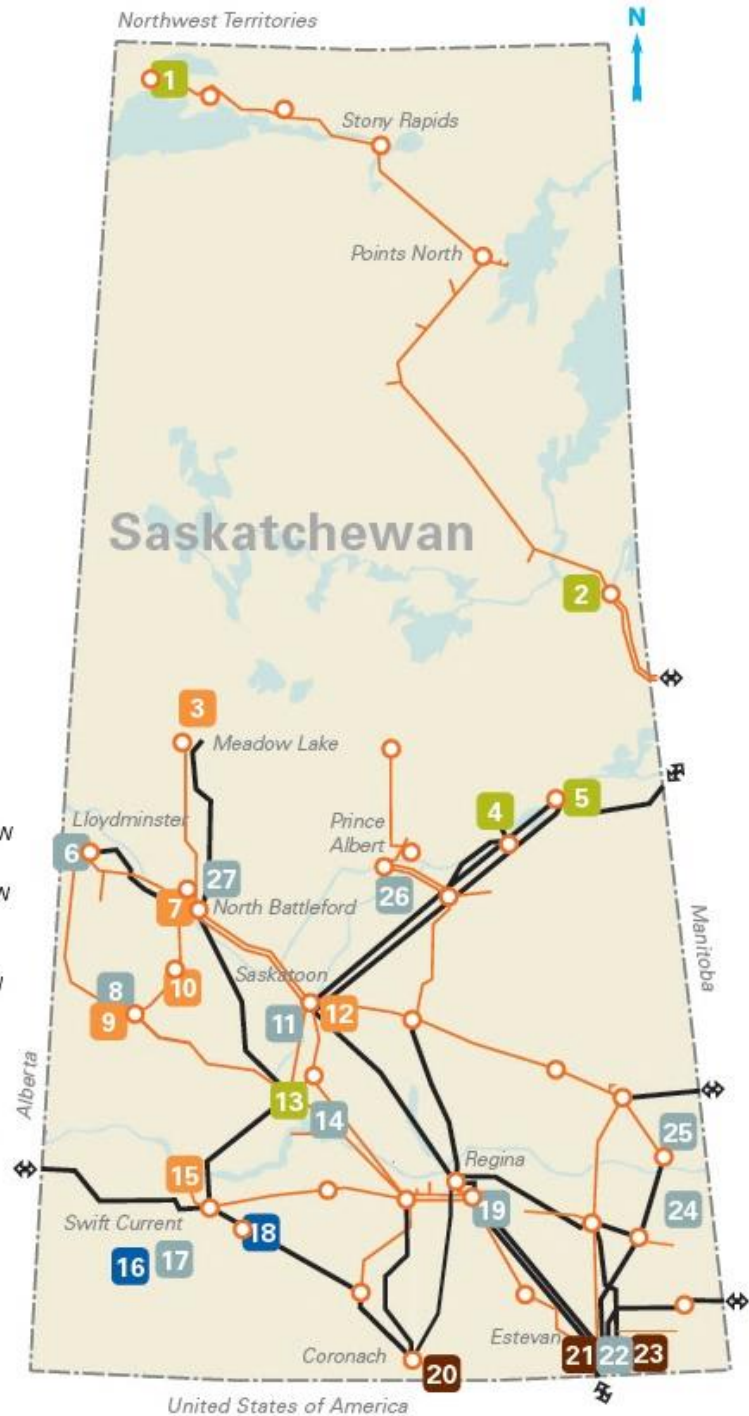 Northwest Territories
N
1
Stony Rapids
Points North
Saskatchewan
2
3
Meadow Lake
5
4
Lloydminster
Prince
Albert
N
6
27
26
W
7
North Battleford
Manitoba
Saskatoon
8
10
9
11
12
Alberta
13
14
25
15
Regina
Swift Current
18
19
24
16
17
Estevan
Coronach
20
21
22
23
United States of America